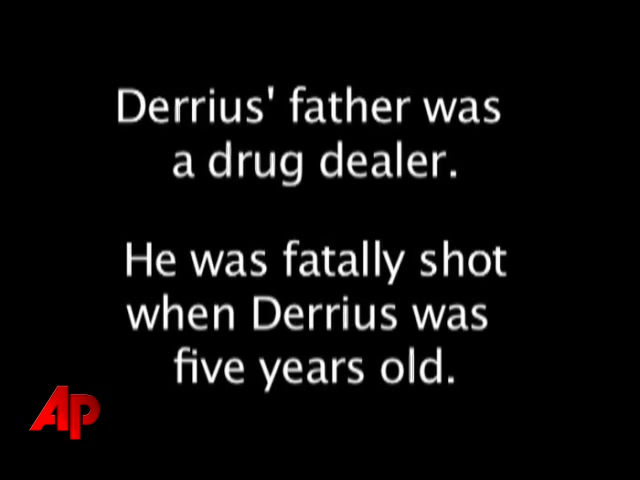 Derrius' father was
a drug dealer.
He was fatally shot
when Derrius was
five years old.
AP